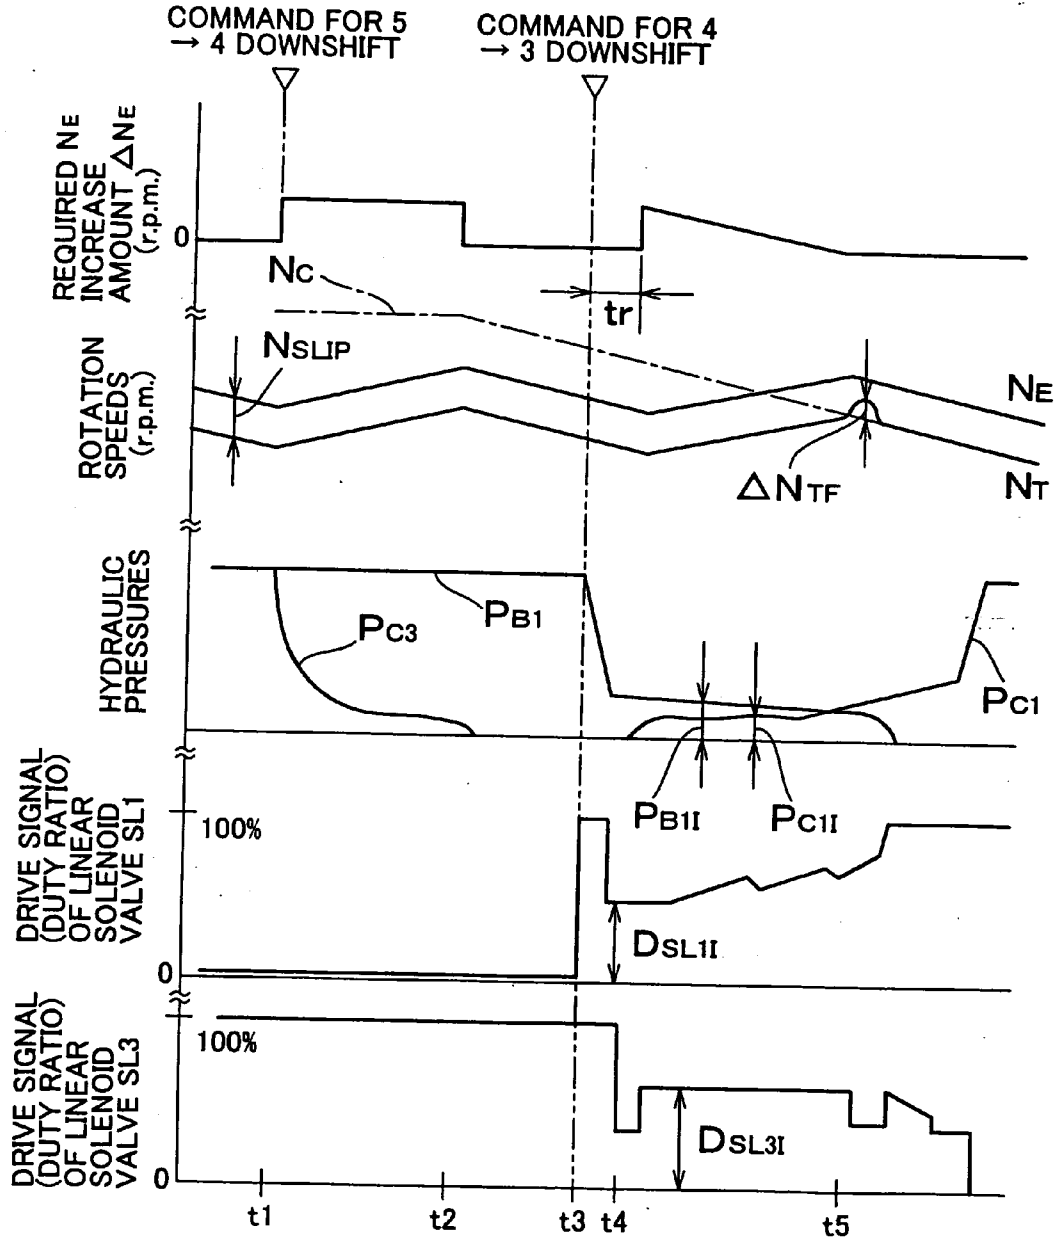 COMMAND FOR 5
→ 4 DOWNSHIFT
COMMAND FOR 4
→ 3 DOWNSHIFT
REQUIRED NE
INCREASE
AMOUNT ΔNE
(r.p.m.)
0
NC
tr
ROTATION
SPEEDS
(r.p.m.)
NSLIP
NE
ΔNTF
NT
HYDRAULIC
PRESSURES
PC3
PB1
PC1
PB1I
PC1I
DRIVE SIGNAL
(DUTY RATIO)
OF LINEAR
SOLENOID
VALVE SL1
100%
0
DSL1I
DRIVE SIGNAL
(DUTY RATIO)
OF LINEAR
SOLENOID
VALVE SL3
100%
0
DSL3I
t1
t2
t3
t4
t5